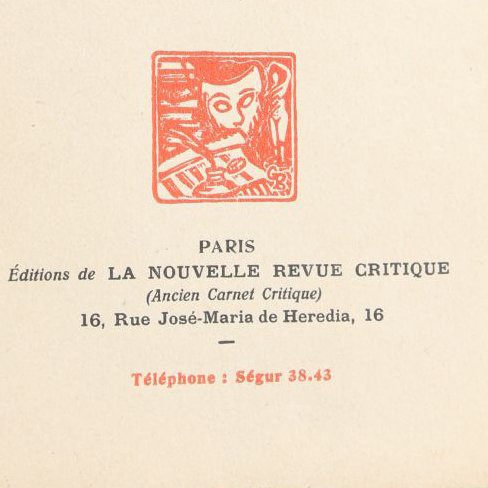 PARIS
Éditions de LA NOUVELLE REVUE CRITIQUE
(Ancien Carnet Critique)
16, Rue José-Maria de Heredia, 16
—
Téléphone : Ségur 38.43